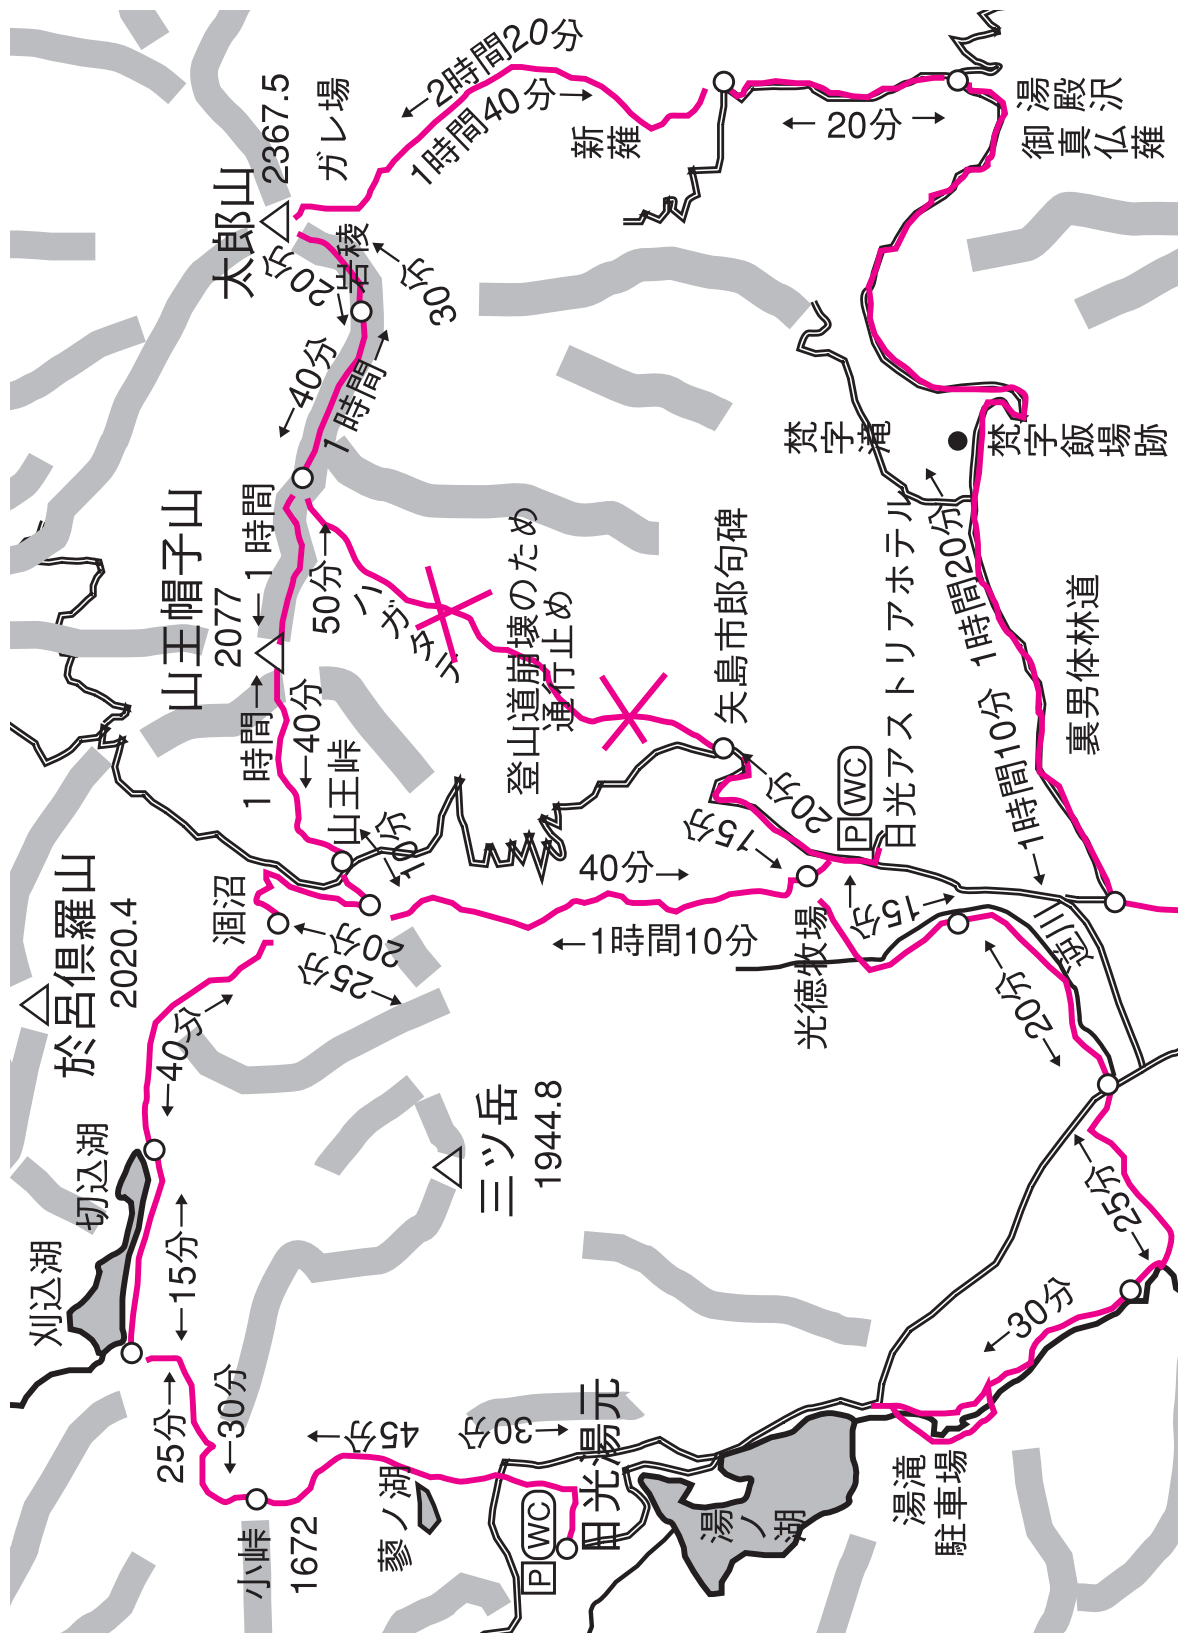 太郎山
2367.5
ガレ場
←2時間20分
1時間40分→
新薙
←20分→
湯殿沢
御真仏薙
20分→
岩稜
←30分
←40分
1時間→
梵字滝
梵字飯場跡
山王帽子山
2077
←1時間
50分→
ハガタテ
登山道崩壊のため
通行止め
矢島市郎句碑
日光アストリアホテル
P
WC
1時間20分→
←1時間10分
裏男体林道
1時間→
←40分
山王峠
←10分→
15分→
←20分
涸沼
於呂倶羅山
2020.4
←20分
25分→
40分→
←1時間10分
光徳牧場
←15分→
逆川
←20分→
←40分→
切込湖
刈込湖
←15分→
三ツ岳
1944.8
←25分→
←30分
25分→
←30分
←45分
30分→
小峠
1672
蓼ノ湖
P
WC
日光湯元
湯ノ湖
湯滝
駐車場